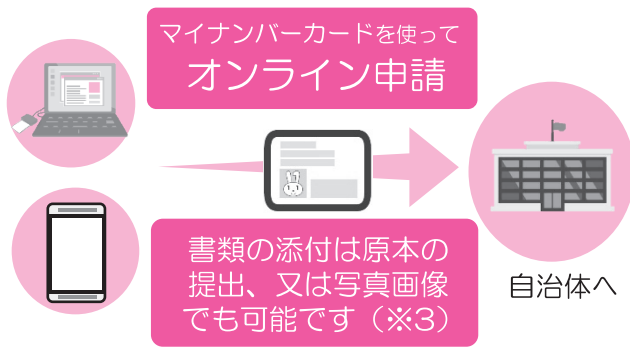 マイナンバーカードを使って
オンライン申請
書類の添付は原本の
提出、又は写真画像
でも可能です（※3）
自治体へ